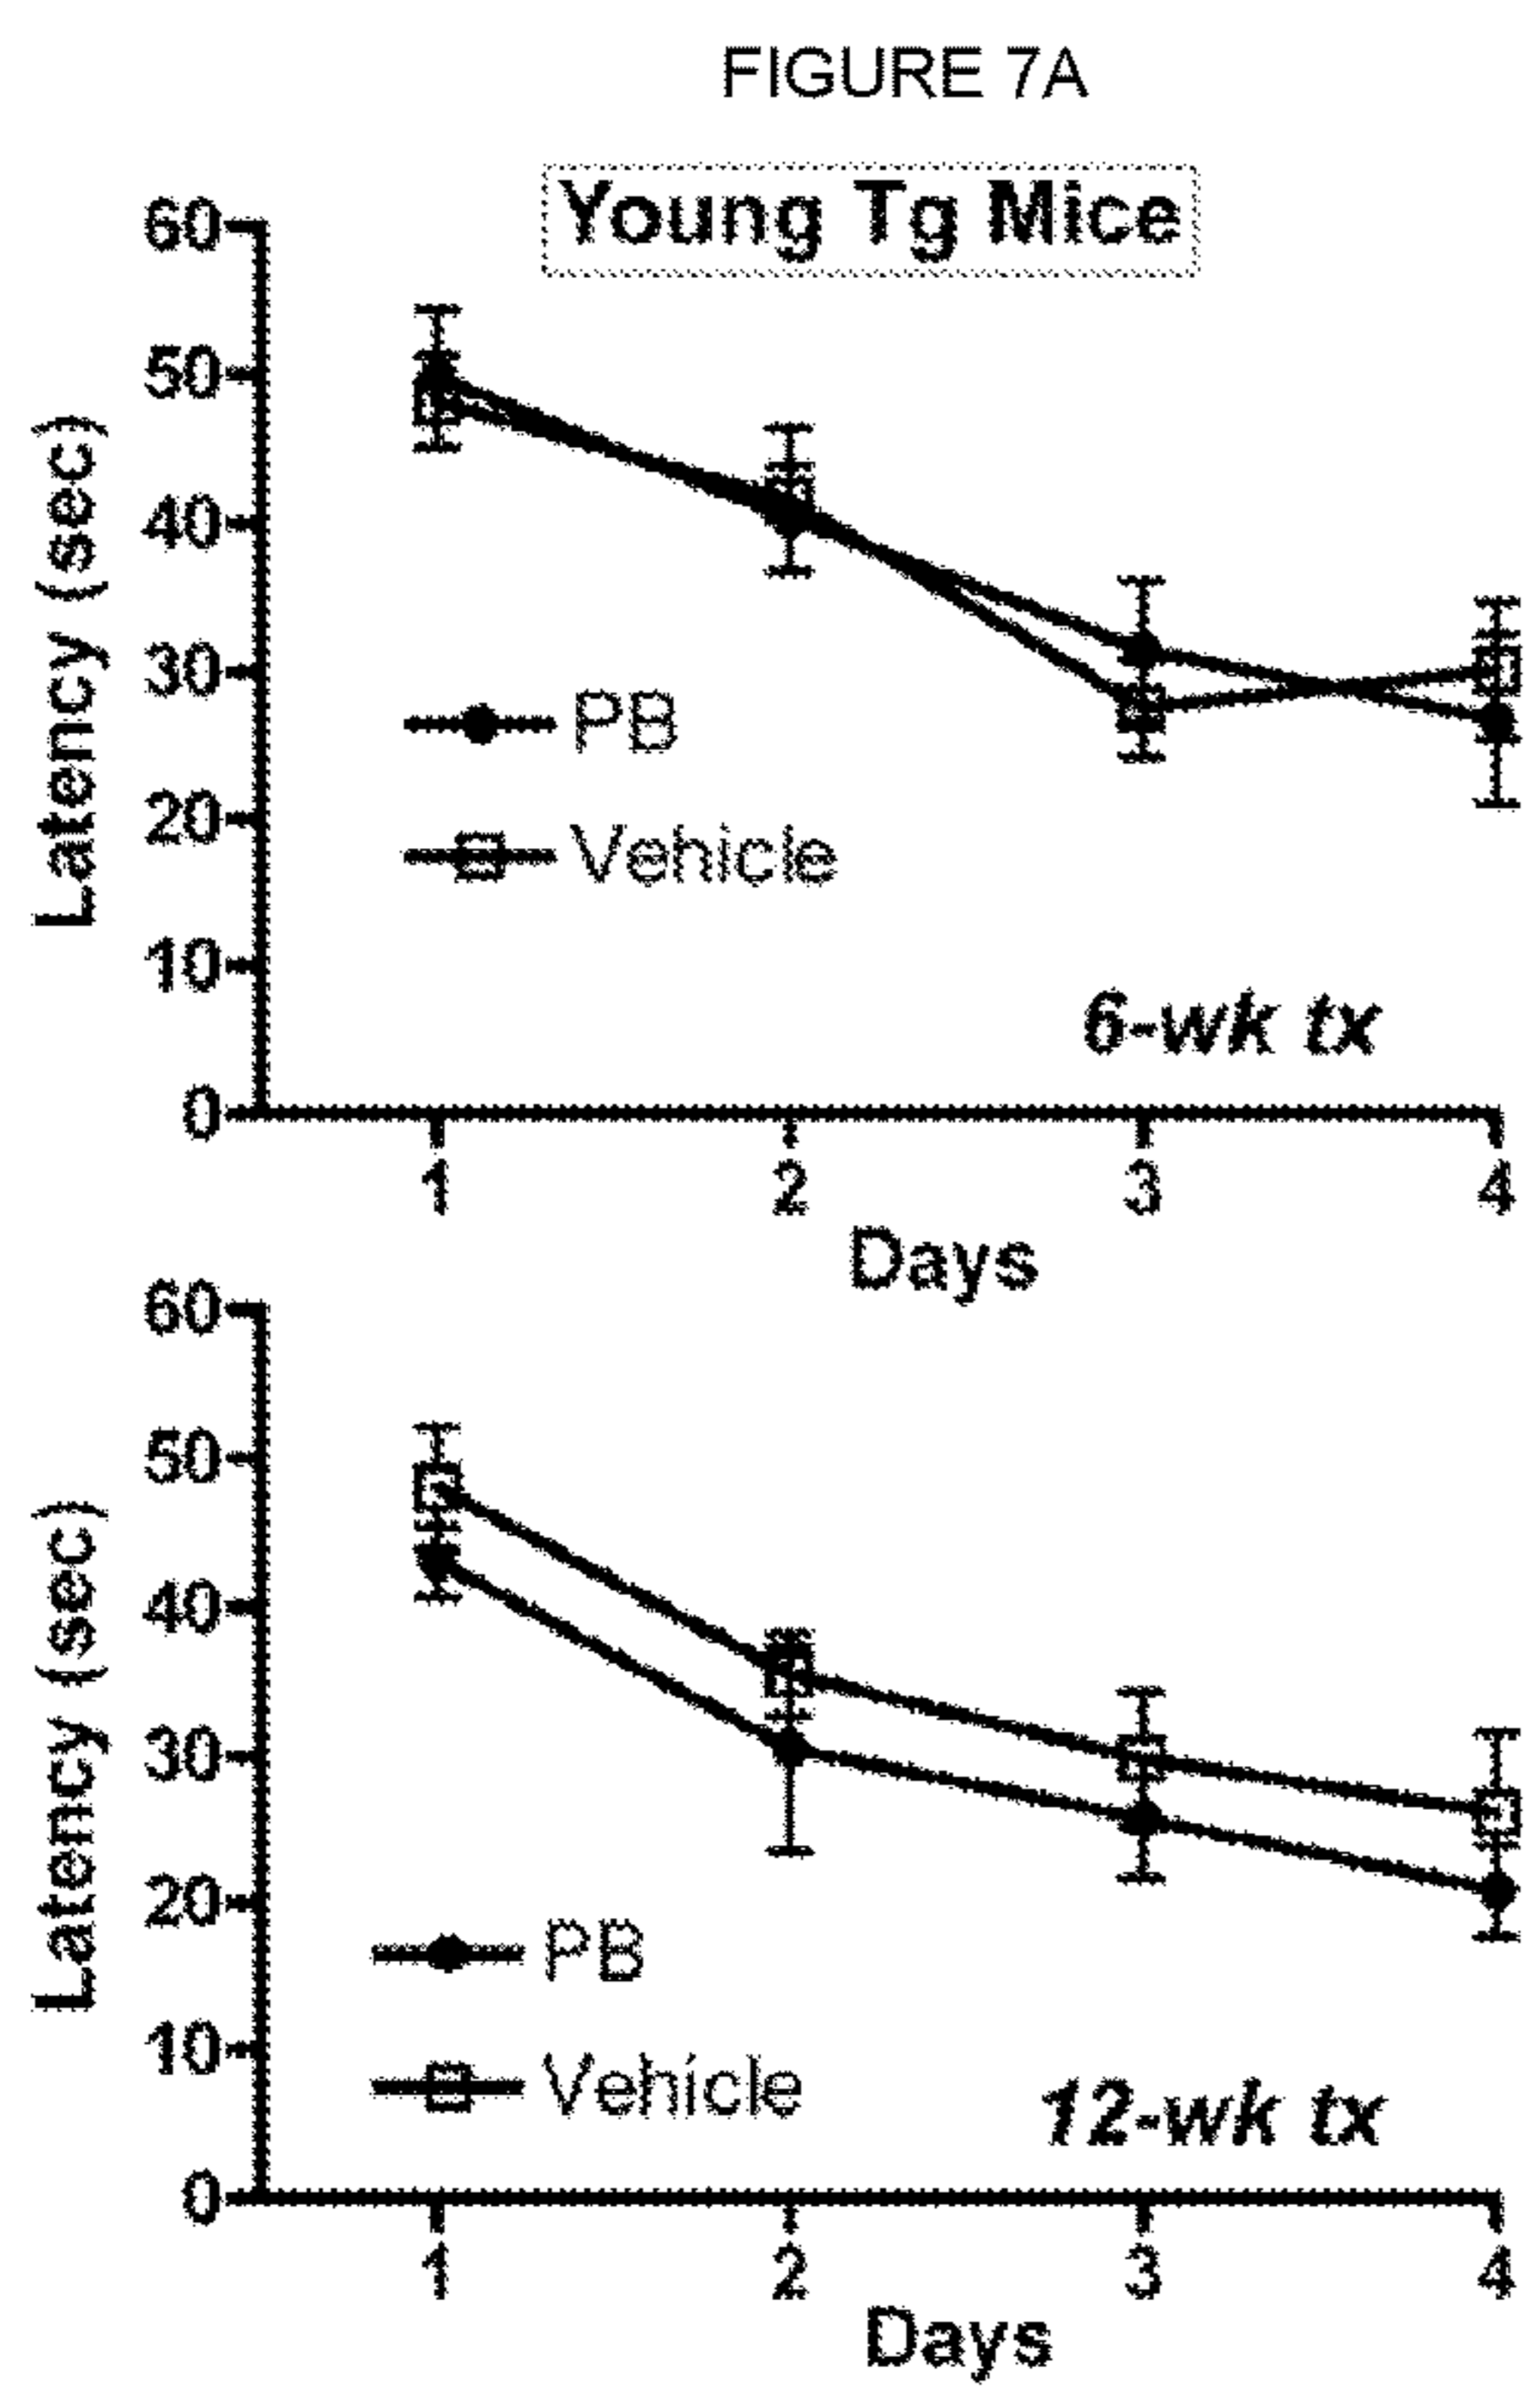 FIGURE 7A
Young Tg Mice
60
50
40
30
20
10
0
Latency (sec)
PB
Vehicle
6-wk tx
1 2 3 4
Days
60
50
40
30
20
10
0
Latency (sec)
PB
Vehicle
12-wk tx
1 2 3 4
Days